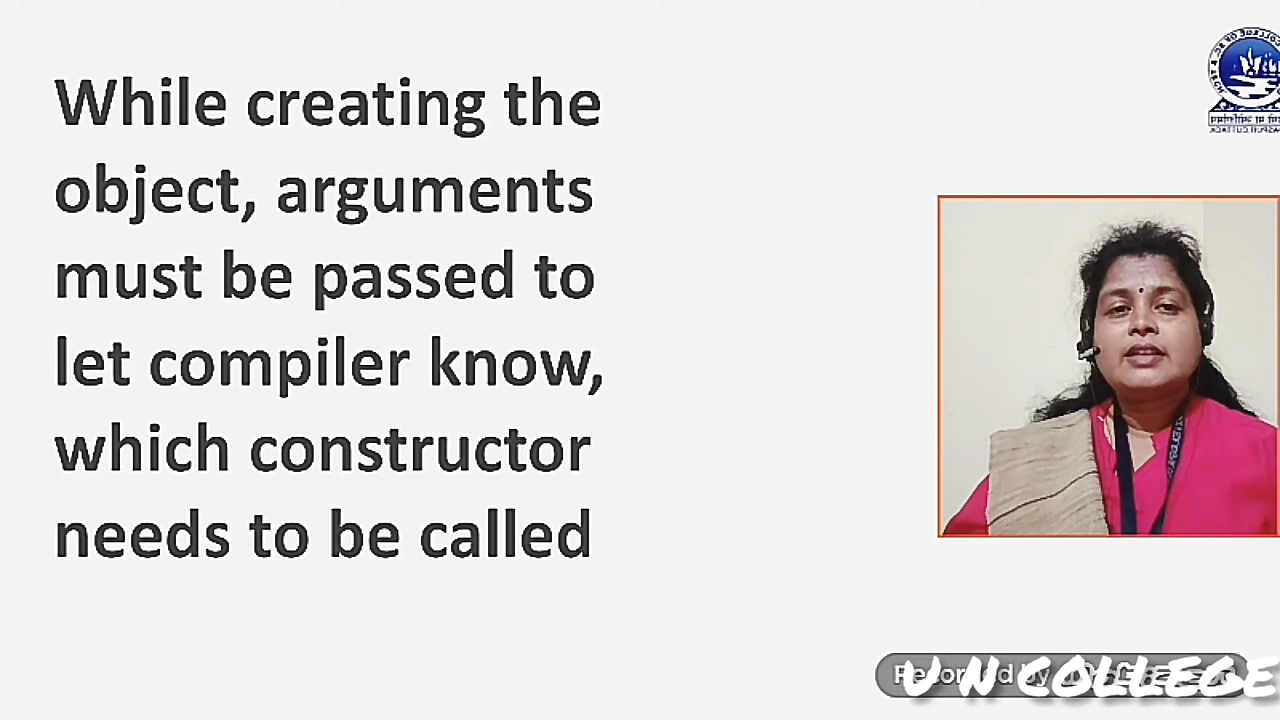 While creating the
object, arguments
must be passed to
let compiler know,
which constructor
needs to be called
U N COLLEGE